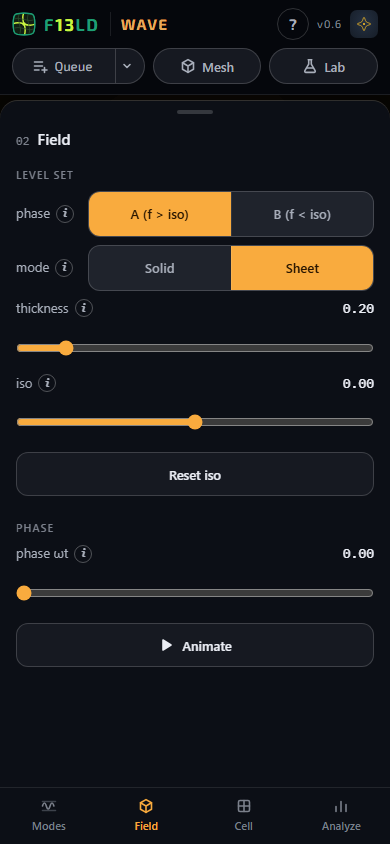 F13LD WAVE ? v0.6
Queue Mesh Lab
02 Field
LEVEL SET
phase i A (f > iso) B (f < iso)
mode i Solid Sheet
thickness i 0.20
iso i 0.00
Reset iso
PHASE
phase ωt i 0.00
Animate
Modes Field Cell Analyze